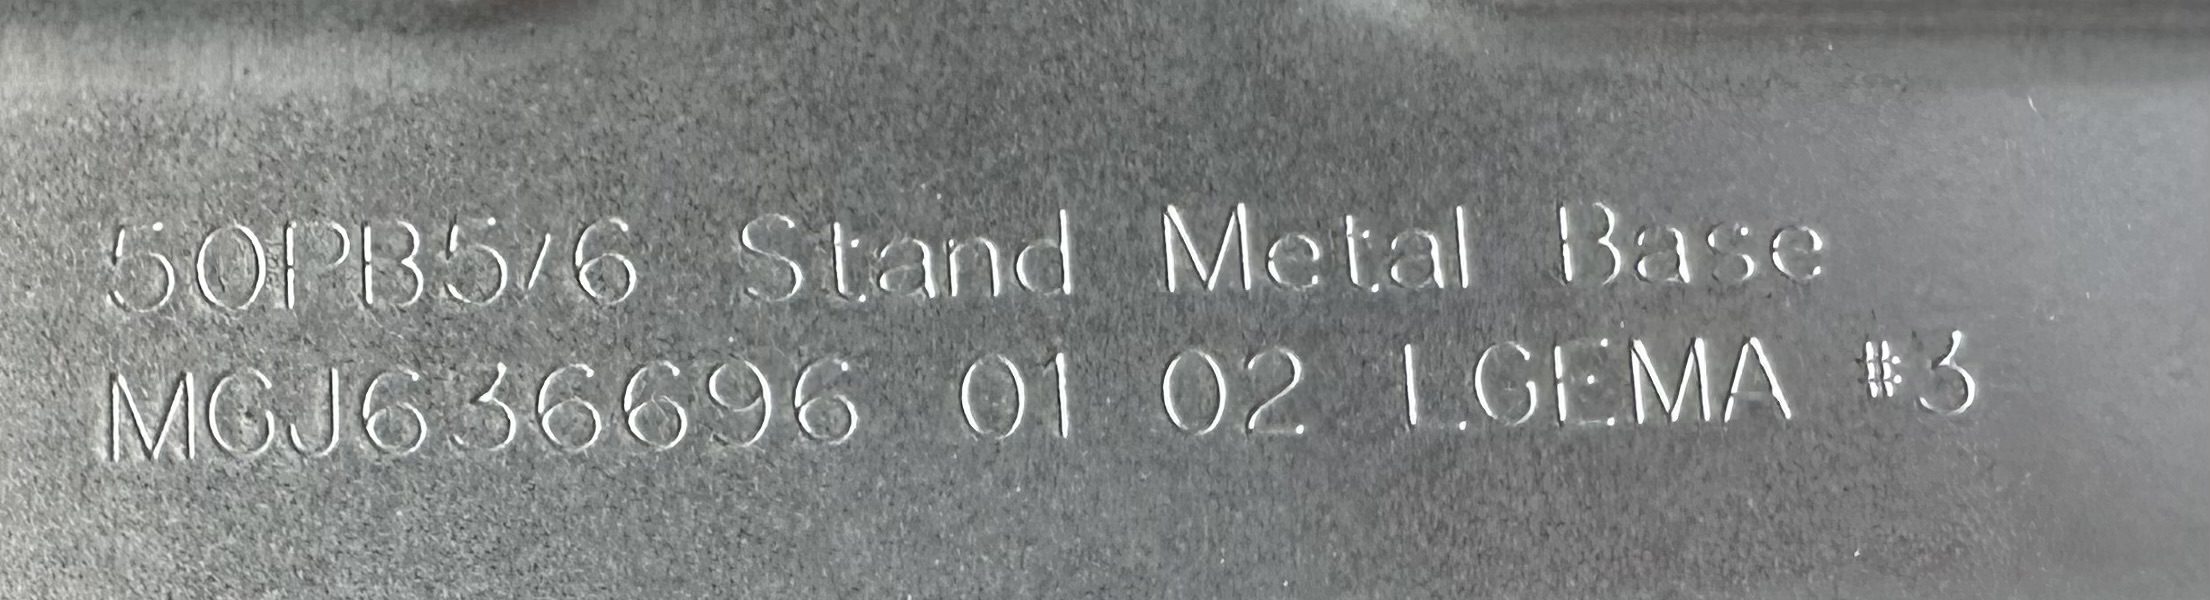 50PB5/6 Stand Metal Base
MGJ636696 01 02 LGEMA #3